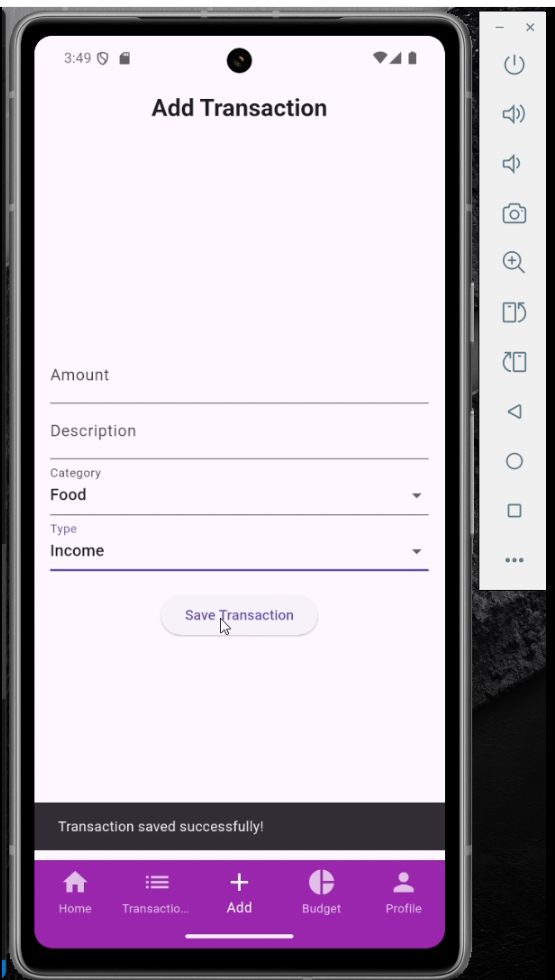 3:49
Add Transaction
Amount
Description
Category
Food
Type
Income
Save Transaction
Transaction saved successfully!
Home
Transactio...
Add
Budget
Profile